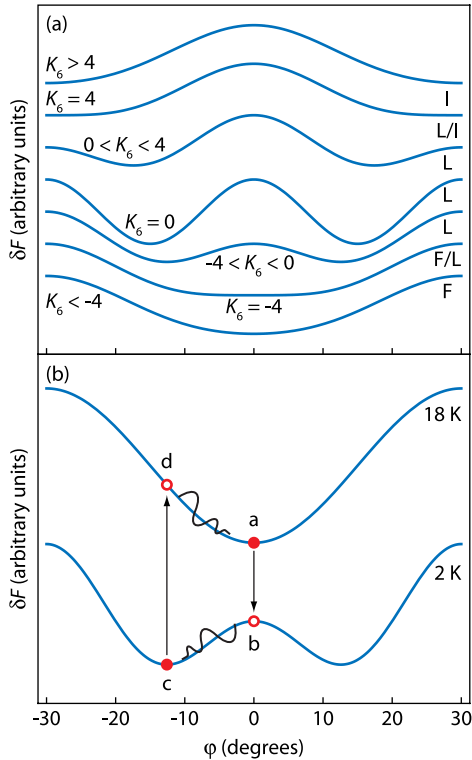 (a)
K₆ > 4
K₆ = 4
I
L/I
0 < K₆ < 4
L
L
K₆ = 0
L
-4 < K₆ < 0
F/L
K₆ < -4
K₆ = -4
F
δF (arbitrary units)
(b)
18 K
d
a
2 K
b
c
δF (arbitrary units)
-30 -20 -10 0 10 20 30
φ (degrees)